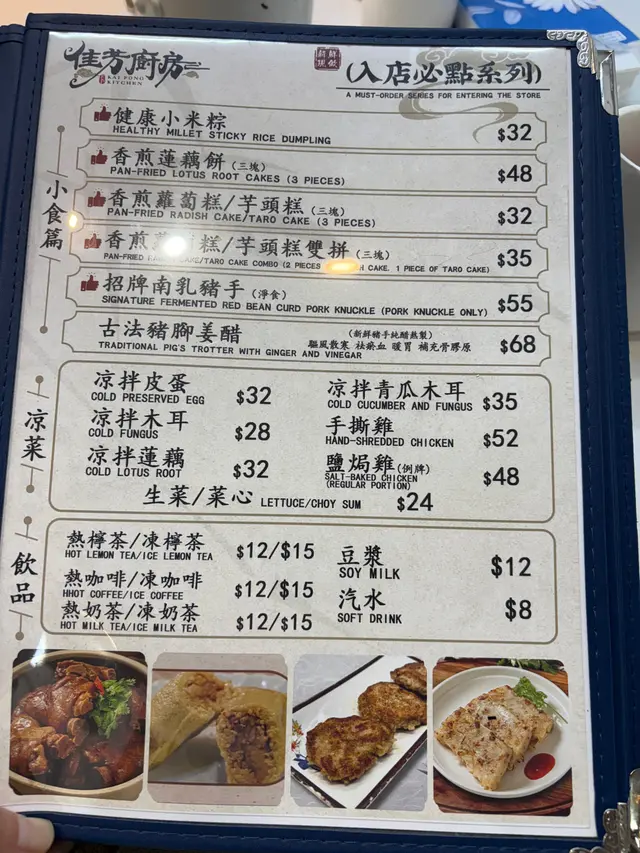 佳芳廚房
KAI FONG
KITCHEN
(入店必點系列)
A MUST-ORDER SERIES FOR ENTERING THE STORE
小食篇
健康小米粽 $32
HEALTHY MILLET STICKY RICE DUMPLING
香煎蓮藕餅(三塊) $48
PAN-FRIED LOTUS ROOT CAKES (3 PIECES)
香煎蘿蔔糕/芋頭糕(三塊) $32
PAN-FRIED RADISH CAKE/TARO CAKE (3 PIECES)
香煎 糕/芋頭糕雙拼(三塊) $35
PAN-FRIED CAKE/TARO CAKE COMBO (2 PIECES CAKE, 1 PIECE OF TARO CAKE)
招牌南乳豬手(淨食) $55
SIGNATURE FERMENTED RED BEAN CURD PORK KNUCKLE (PORK KNUCKLE ONLY)
古法豬腳姜醋 (新鮮豬手純醋熬製) $68
TRADITIONAL PIG'S TROTTER WITH GINGER AND VINEGAR 驅風散寒 祛瘀血 暖胃 補充骨膠原
涼菜
凉拌皮蛋 $32
COLD PRESERVED EGG
凉拌木耳 $28
COLD FUNGUS
凉拌蓮藕 $32
COLD LOTUS ROOT
凉拌青瓜木耳 $35
COLD CUCUMBER AND FUNGUS
手撕雞 $52
HAND-SHREDDED CHICKEN
鹽焗雞(例牌) $48
SALT-BAKED CHICKEN
(REGULAR PORTION)
生菜/菜心 LETTUCE/CHOY SUM $24
飲品
熱檸茶/凍檸茶 $12/$15
HOT LEMON TEA/ICE LEMON TEA
熱咖啡/凍咖啡 $12/$15
HHOT COFFEE/ICE COFFEE
熱奶茶/凍奶茶 $12/$15
HOT MILK TEA/ICE MILK TEA
豆漿 $12
SOY MILK
汽水 $8
SOFT DRINK